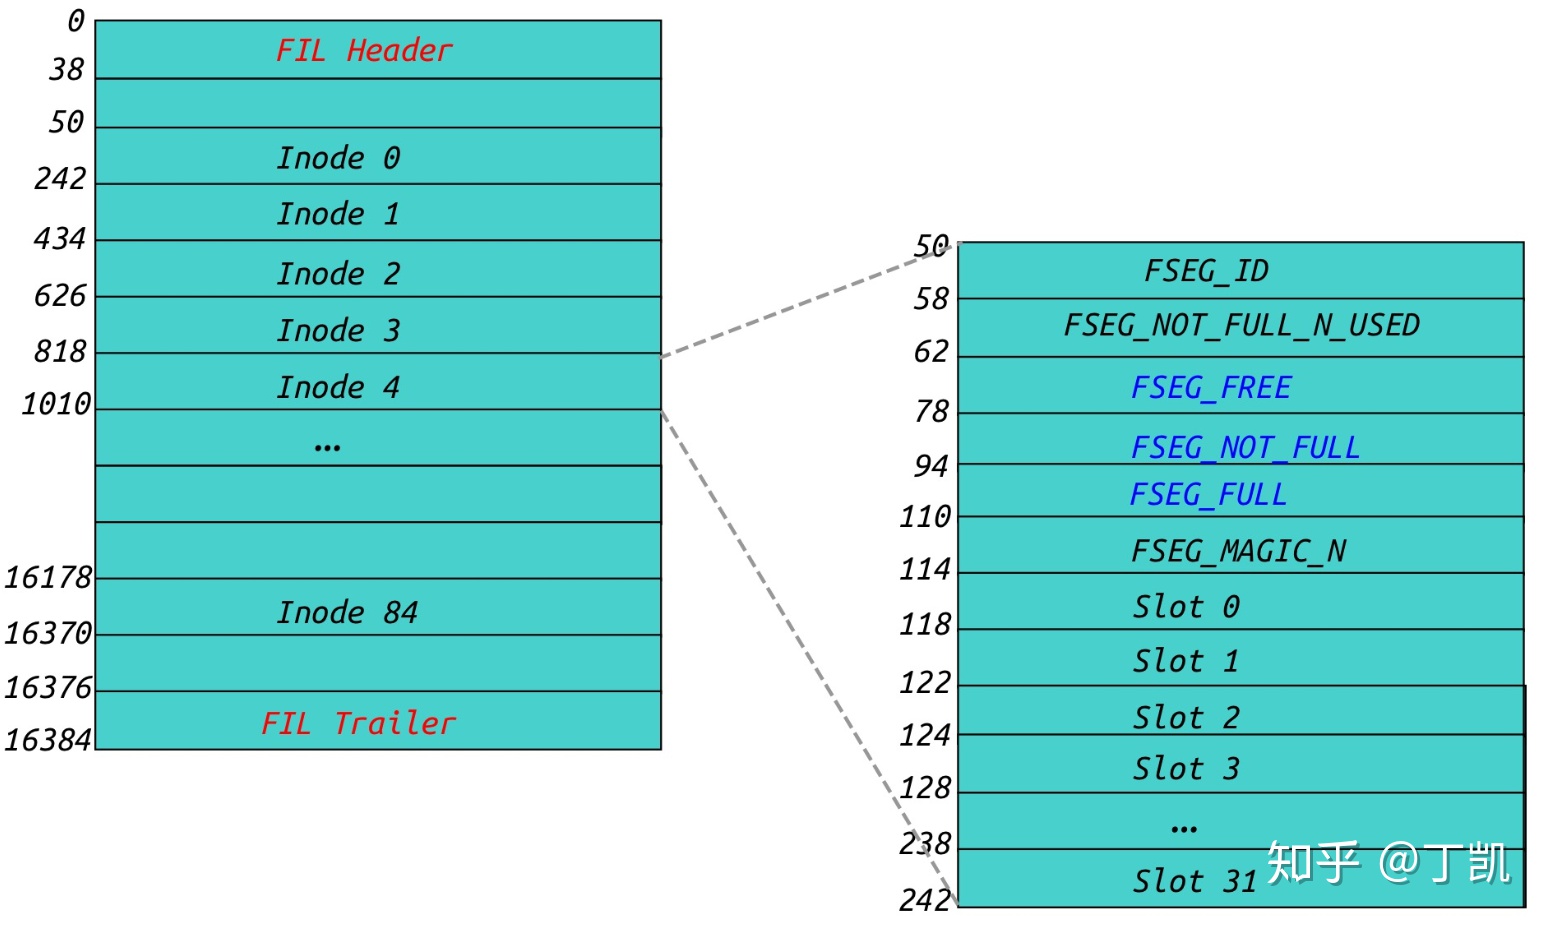 0
FIL Header
38
50
Inode 0
242
Inode 1
434
Inode 2
626
Inode 3
818
Inode 4
1010
...
16178
Inode 84
16370
16376
FIL Trailer
16384
50
FSEG_ID
58
FSEG_NOT_FULL_N_USED
62
FSEG_FREE
78
FSEG_NOT_FULL
94
FSEG_FULL
110
FSEG_MAGIC_N
114
Slot 0
118
Slot 1
122
Slot 2
124
Slot 3
128
...
238
Slot 31
242
知乎 @丁凯